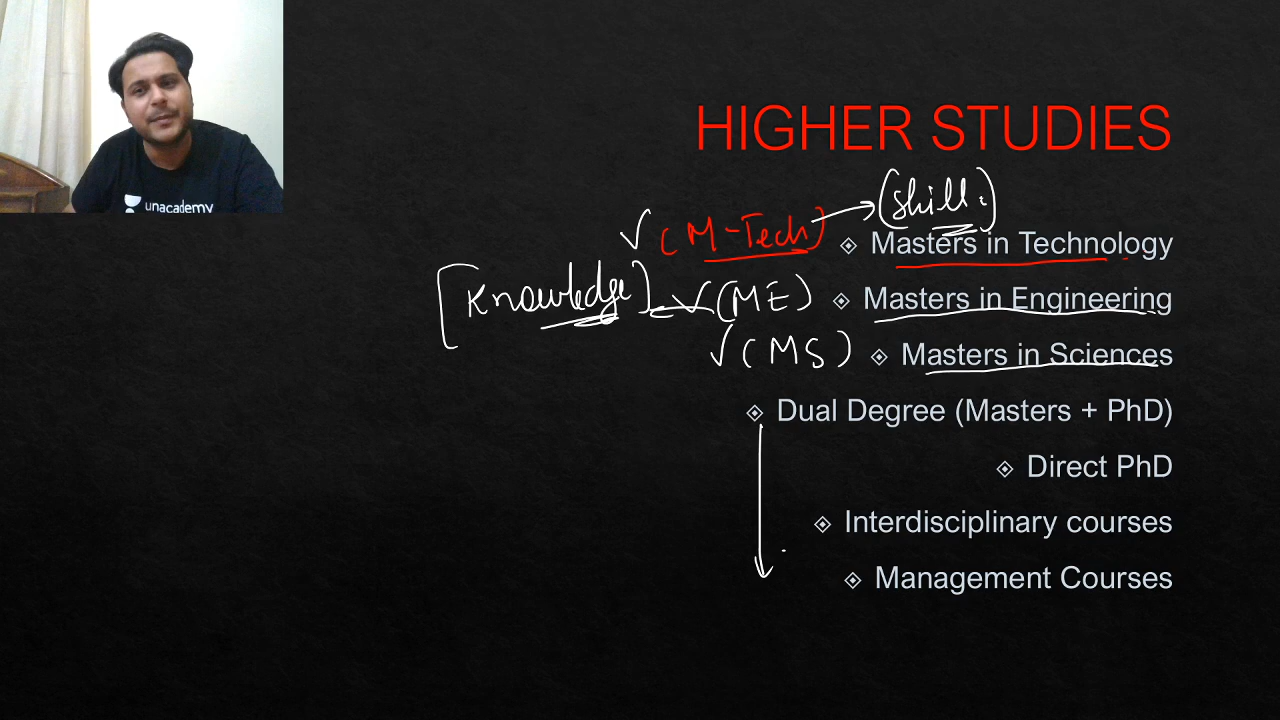 unacademy
HIGHER STUDIES
(Skill:)
(M-Tech) Masters in Technology
[Knowledge] (ME) Masters in Engineering
(MS) Masters in Sciences
Dual Degree (Masters + PhD)
Direct PhD
Interdisciplinary courses
Management Courses